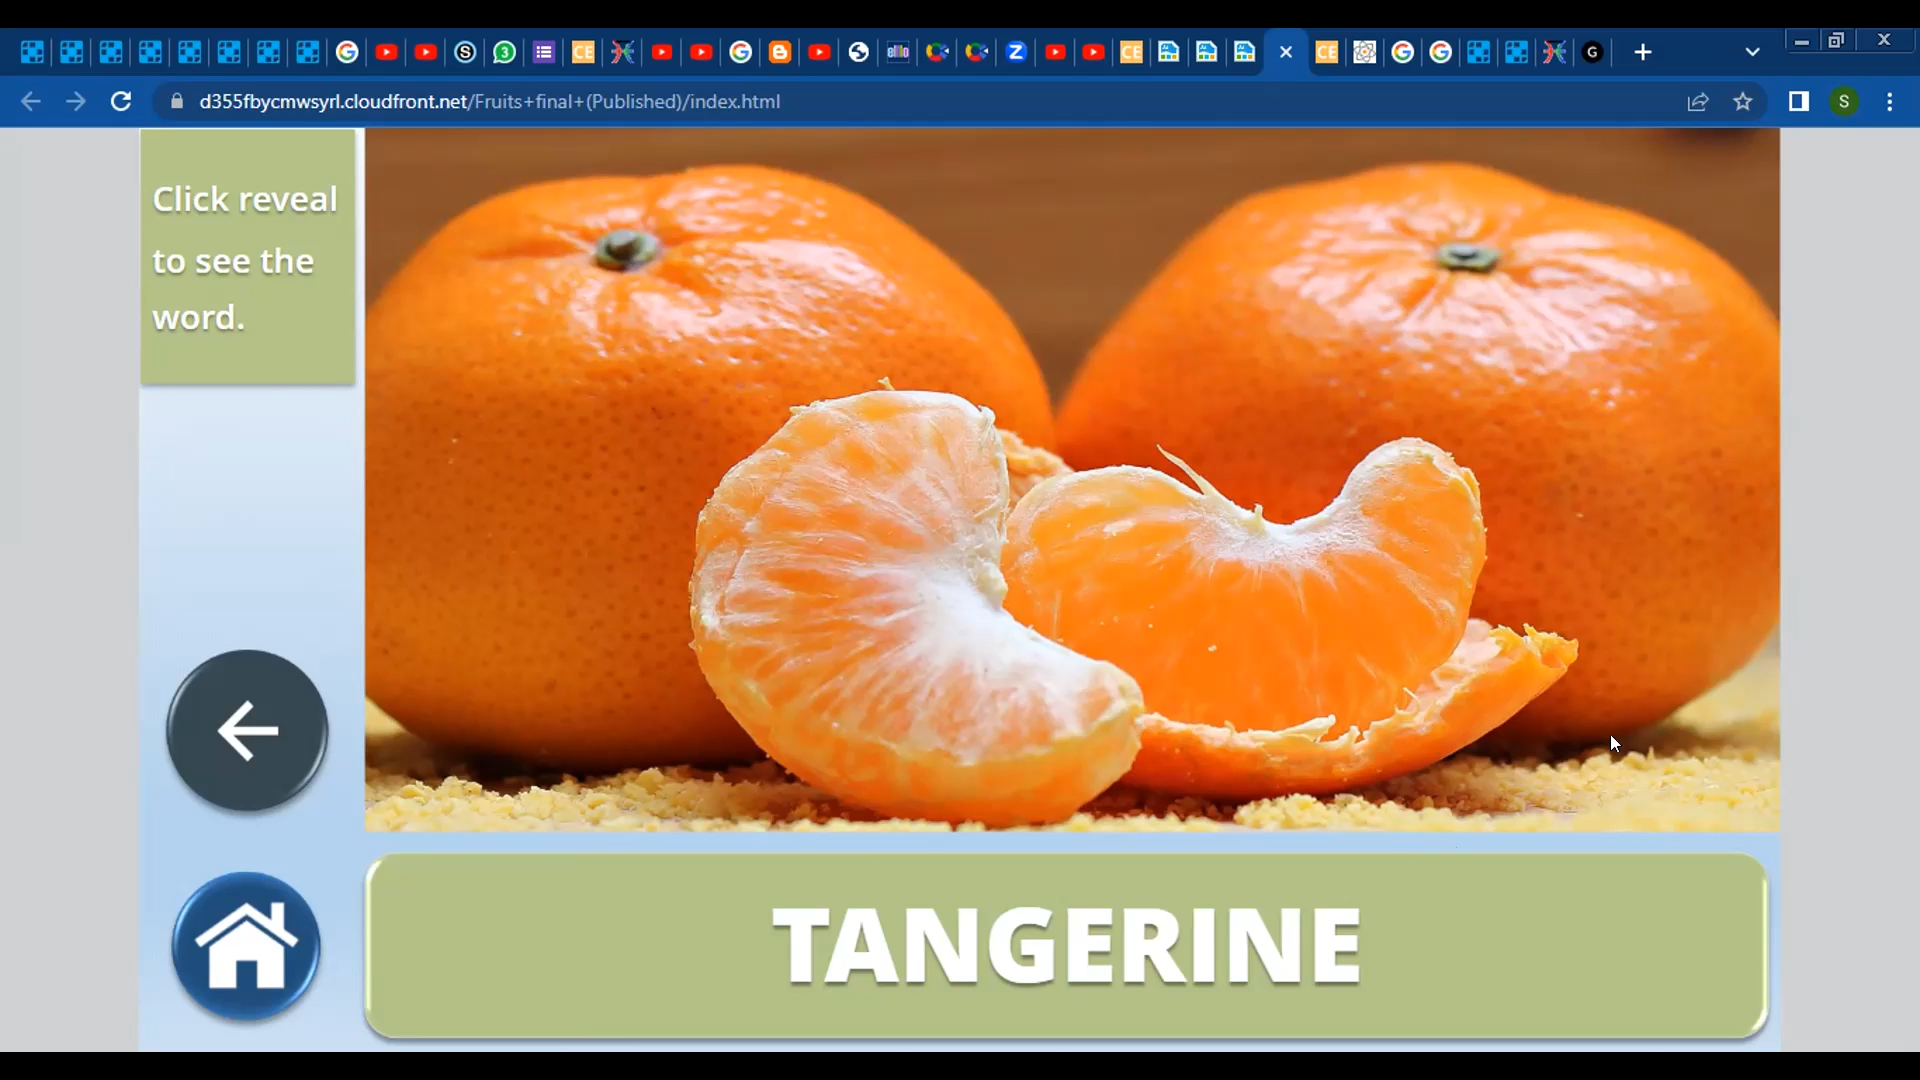 d355fbycmwsyrl.cloudfront.net/Fruits+final+(Published)/index.html
S
Click reveal
to see the
word.
TANGERINE